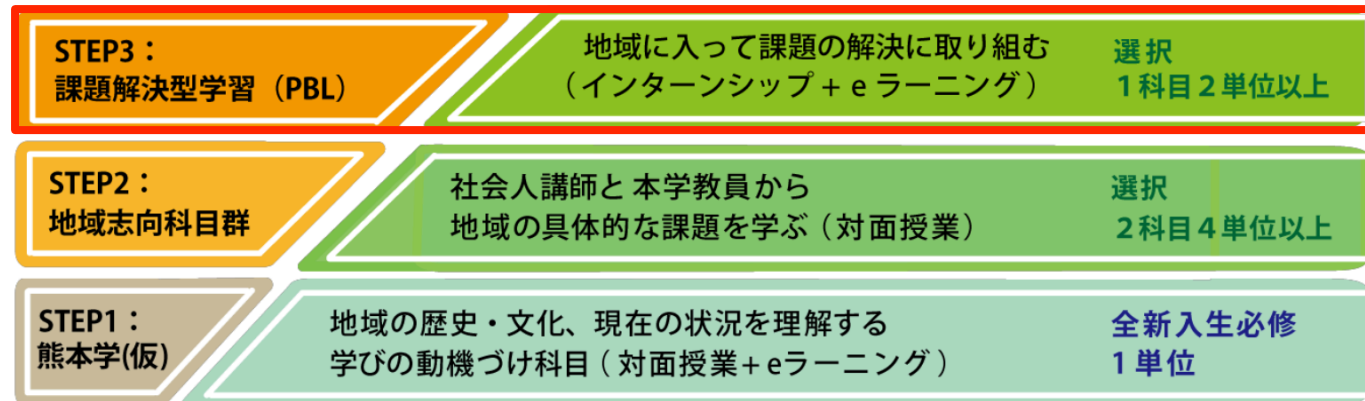 STEP3：
課題解決型学習（PBL）
地域に入って課題の解決に取り組む
（インターンシップ + e ラーニング）
選択
1科目2単位以上
STEP2：
地域志向科目群
社会人講師と本学教員から
地域の具体的な課題を学ぶ（対面授業）
選択
2科目4単位以上
STEP1：
熊本学(仮)
地域の歴史・文化、現在の状況を理解する
学びの動機づけ科目（対面授業+eラーニング）
全新入生必修
1単位